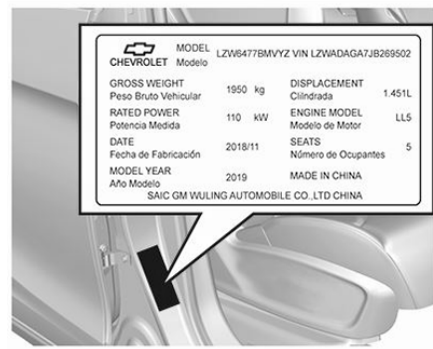 CHEVROLET
MODEL LZW6477BMVYZ VIN LZWADAGA7JB269502
Modelo
GROSS WEIGHT 1950 kg DISPLACEMENT
Peso Bruto Vehicular Cilindrada 1.451L
RATED POWER 110 kW ENGINE MODEL LL5
Potencia Medida Modelo de Motor
DATE 2018/11 SEATS 5
Fecha de Fabricación Número de Ocupantes
MODEL YEAR 2019 MADE IN CHINA
Año Modelo
SAIC GM WULING AUTOMOBILE CO.,LTD CHINA